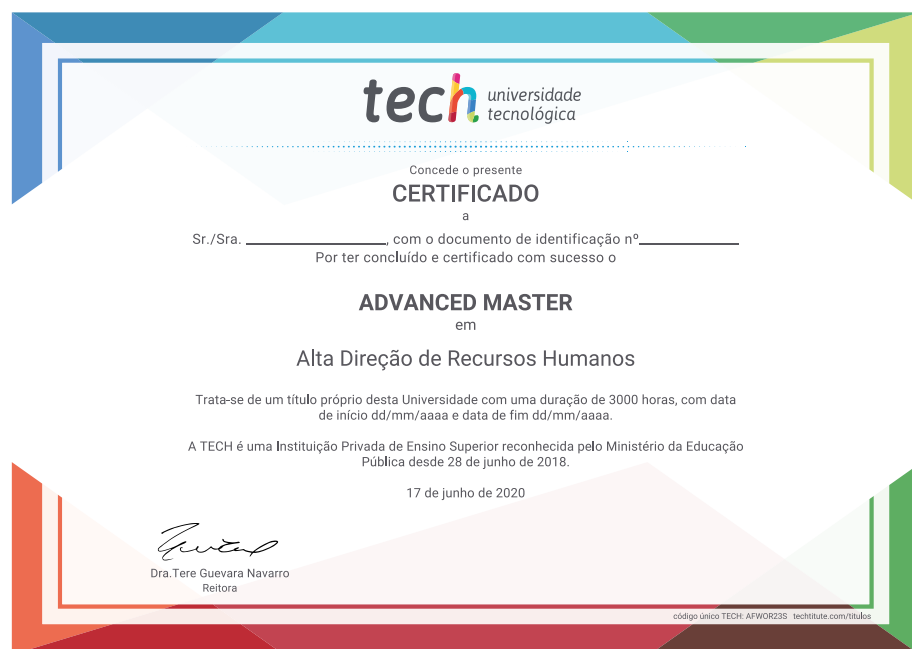 tech universidade
tecnológica
Concede o presente
CERTIFICADO
a
Sr./Sra. ____________________, com o documento de identificação nº______________
Por ter concluído e certificado com sucesso o
ADVANCED MASTER
em
Alta Direção de Recursos Humanos
Trata-se de um título próprio desta Universidade com uma duração de 3000 horas, com data
de início dd/mm/aaaa e data de fim dd/mm/aaaa.
A TECH é uma Instituição Privada de Ensino Superior reconhecida pelo Ministério da Educação
Pública desde 28 de junho de 2018.
17 de junho de 2020
Dra.Tere Guevara Navarro
Reitora
código único TECH: AFWOR23S techtitute.com/titulos